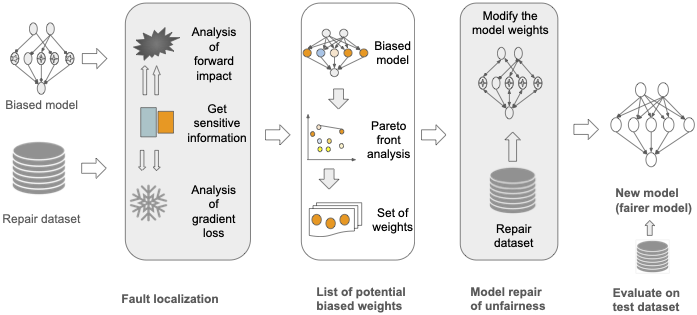 Biased model
Repair dataset
Analysis
of
forward
impact
Get
sensitive
information
Analysis
of
gradient
loss
Fault localization
Biased
model
Pareto
front
analysis
Set of
weights
List of potential
biased weights
Modify the
model weights
Repair
dataset
Model repair
of unfairness
New model
(fairer model)
Evaluate on
test dataset